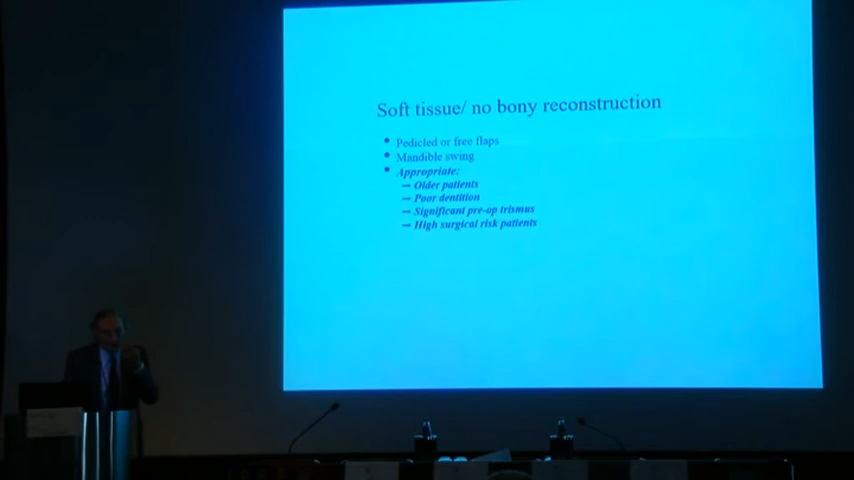 Soft tissue/ no bony reconstruction
• Pedicled or free flaps
• Mandible swing
• Appropriate:
– Older patients
– Poor dentition
– Significant pre-op trismus
– High surgical risk patients